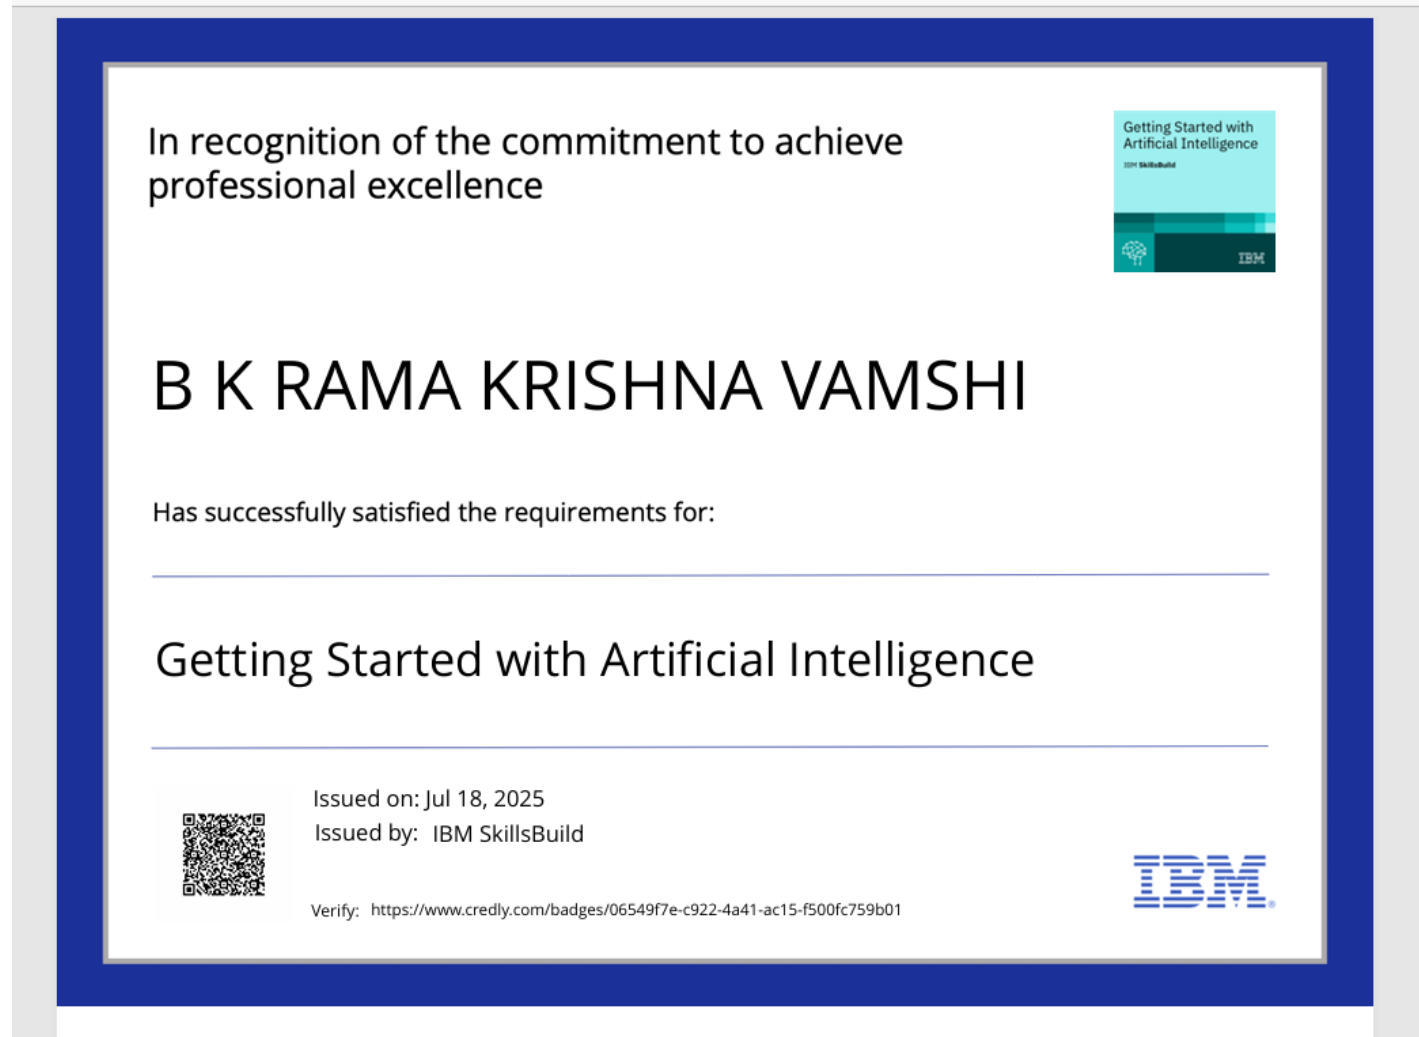 In recognition of the commitment to achieve
professional excellence
Getting Started with
Artificial Intelligence
IBM SkillsBuild
IBM
B K RAMA KRISHNA VAMSHI
Has successfully satisfied the requirements for:
Getting Started with Artificial Intelligence
Issued on: Jul 18, 2025
Issued by: IBM SkillsBuild
Verify: https://www.credly.com/badges/06549f7e-c922-4a41-ac15-f500fc759b01
IBM®